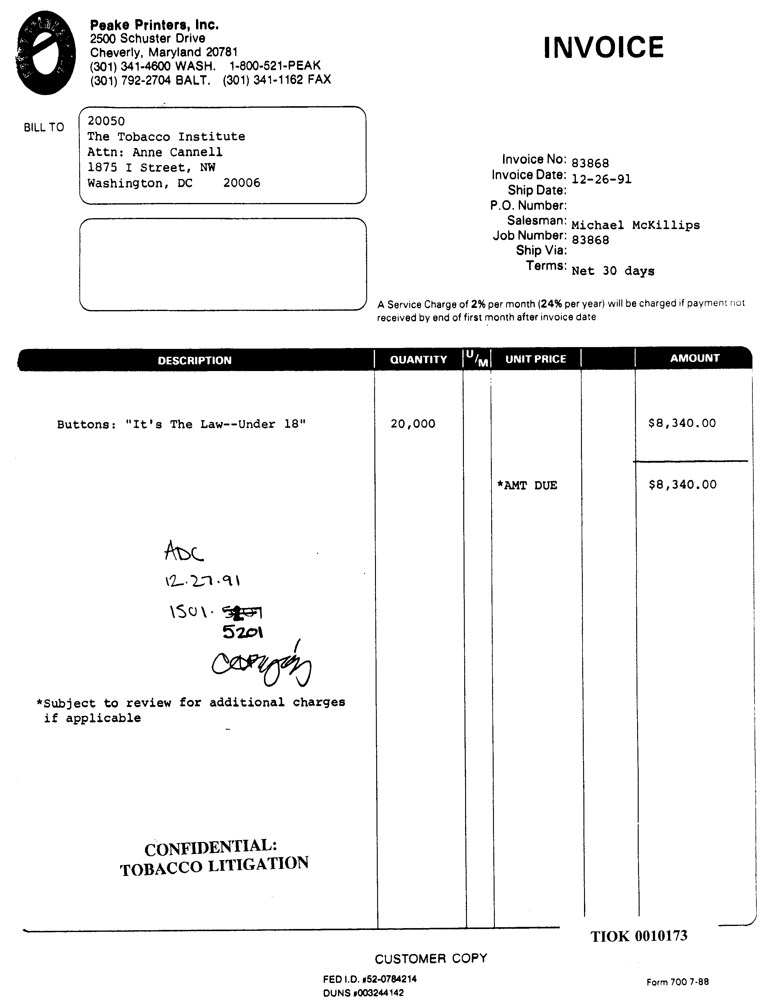 Peake Printers, Inc.
2500 Schuster Drive
Cheverly, Maryland 20781
(301) 341-4600 WASH. 1-800-521-PEAK
(301) 792-2704 BALT. (301) 341-1162 FAX
INVOICE
BILL TO
20050
The Tobacco Institute
Attn: Anne Cannell
1875 I Street, NW
Washington, DC 20006
Invoice No: 83868
Invoice Date: 12-26-91
Ship Date:
P.O. Number:
Salesman: Michael McKillips
Job Number: 83868
Ship Via:
Terms: Net 30 days
A Service Charge of 2% per month (24% per year) will be charged if payment not
received by end of first month after invoice date
DESCRIPTION QUANTITY U/M UNIT PRICE AMOUNT
Buttons: "It's The Law--Under 18" 20,000 $8,340.00
*AMT DUE $8,340.00
ADC
12.27.91
1501.
5201
*Subject to review for additional charges
if applicable
CONFIDENTIAL:
TOBACCO LITIGATION
TIOK 0010173
CUSTOMER COPY
FED I.D. #52-0784214
DUNS #003244142
Form 700 7-88